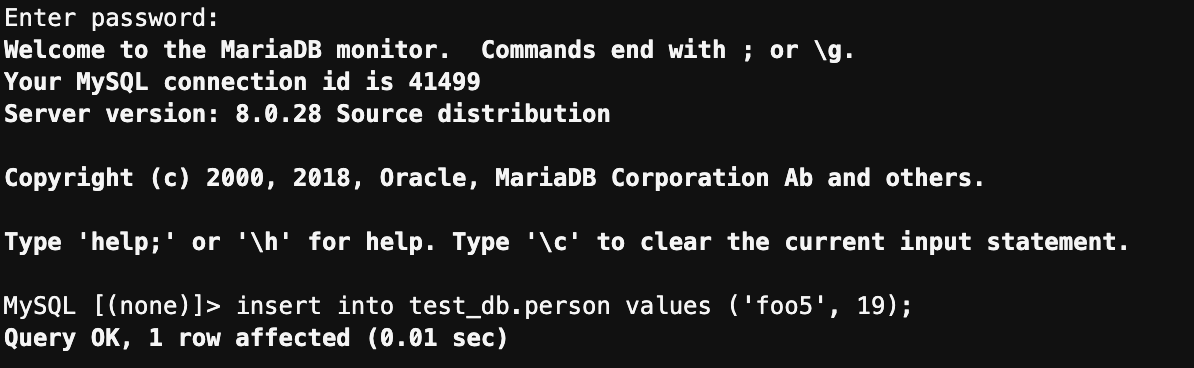 Enter password:
Welcome to the MariaDB monitor.  Commands end with ; or \g.
Your MySQL connection id is 41499
Server version: 8.0.28 Source distribution

Copyright (c) 2000, 2018, Oracle, MariaDB Corporation Ab and others.

Type 'help;' or '\h' for help. Type '\c' to clear the current input statement.

MySQL [(none)]> insert into test_db.person values ('foo5', 19);
Query OK, 1 row affected (0.01 sec)